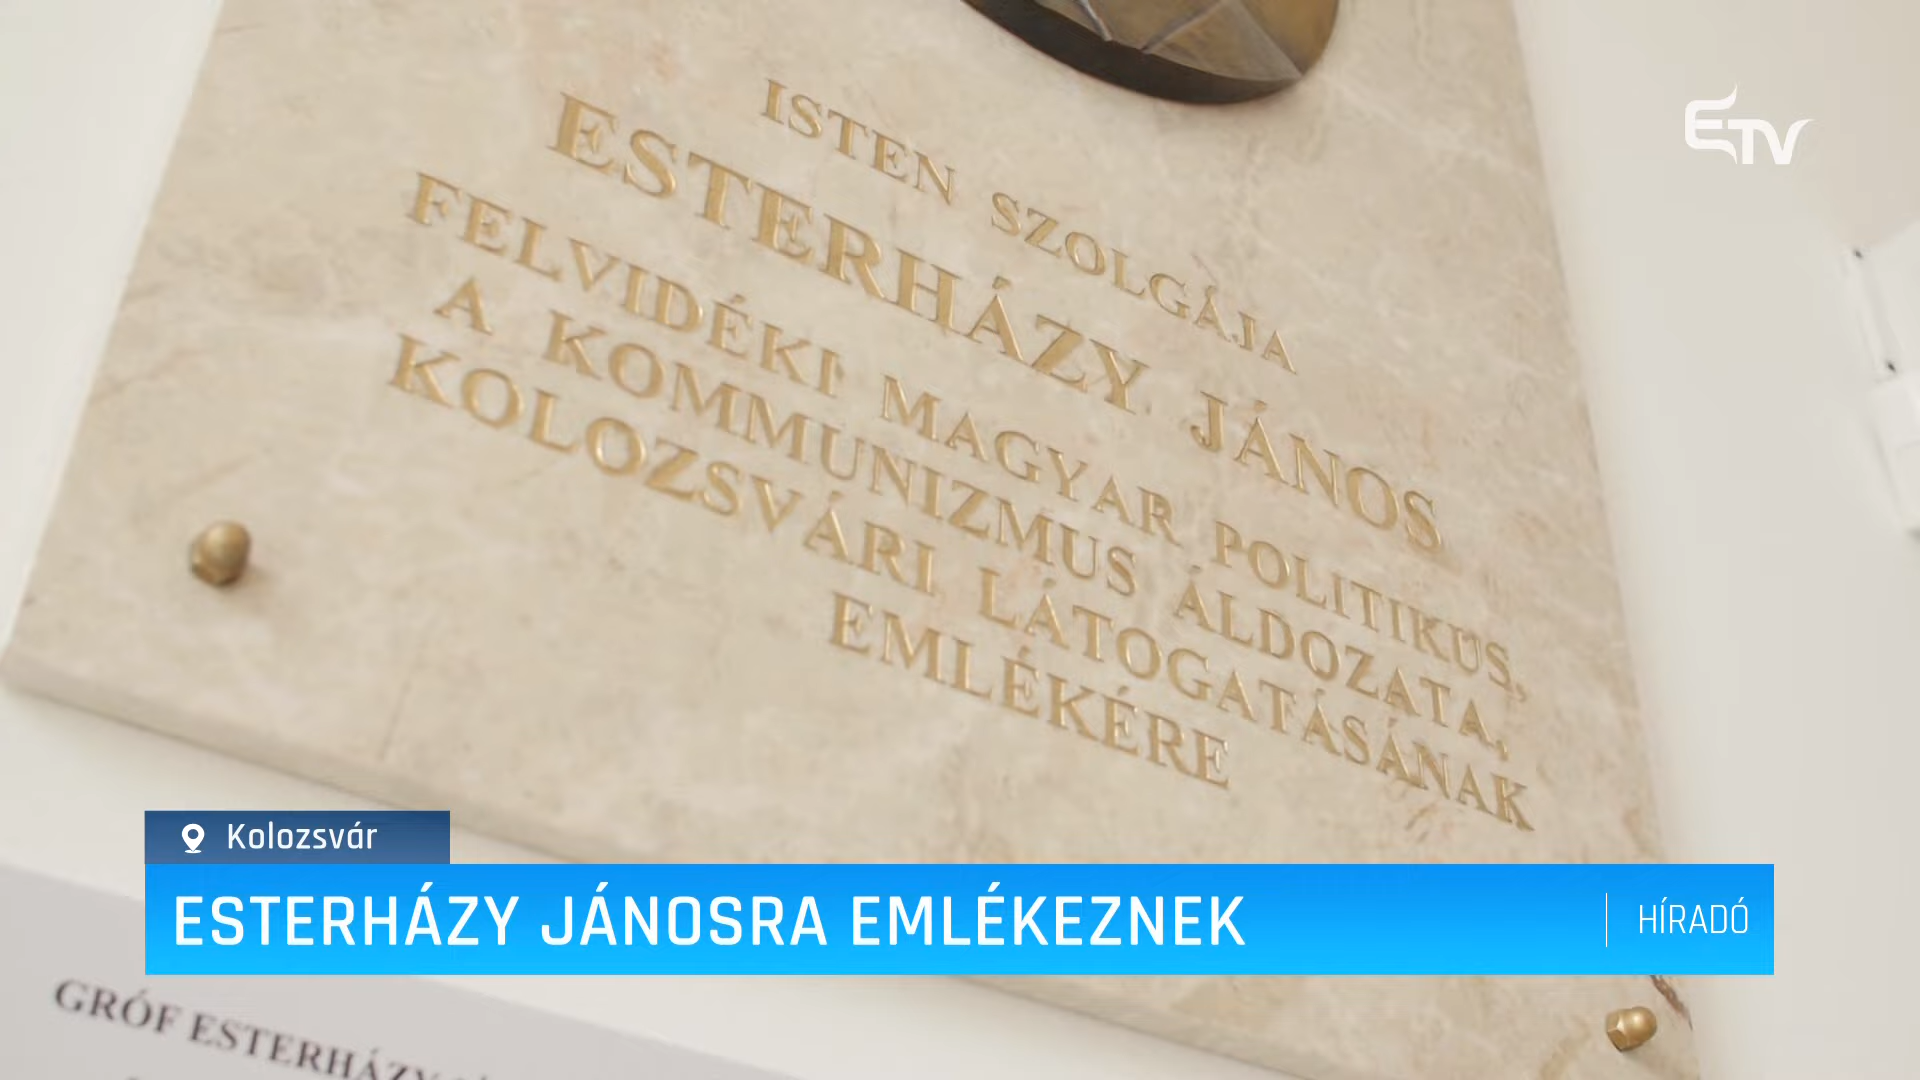 ETV
ISTEN SZOLGÁJA
ESTERHÁZY JÁNOS
FELVIDÉKI MAGYAR POLITIKUS,
A KOMMUNIZMUS ÁLDOZATA,
KOLOZSVÁRI LÁTOGATÁSÁNAK
EMLÉKÉRE
Kolozsvár
ESTERHÁZY JÁNOSRA EMLÉKEZNEK
HÍRADÓ
GRÓF ESTERHÁZY